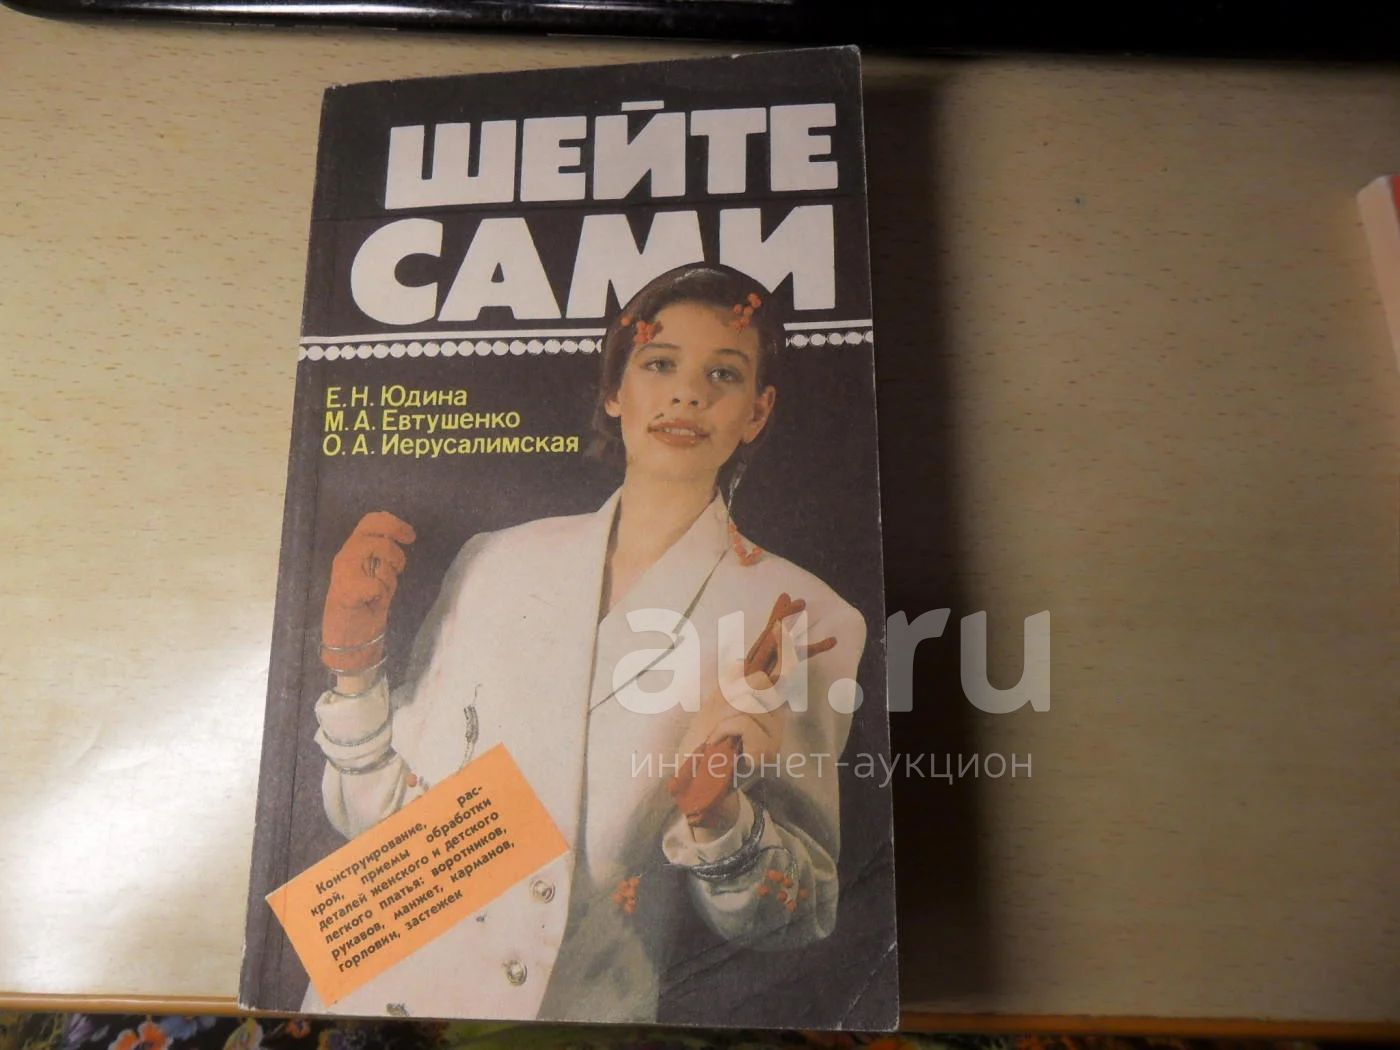 ШЕЙТЕ
САМИ
Е. Н. Юдина
М. А. Евтушенко
О. А. Иерусалимская
Конструирование, рас-
крой, приемы обработки
деталей женского и детского
легкого платья: воротников,
рукавов, манжет, карманов,
горловин, застежек
au.ru
интернет-аукцион